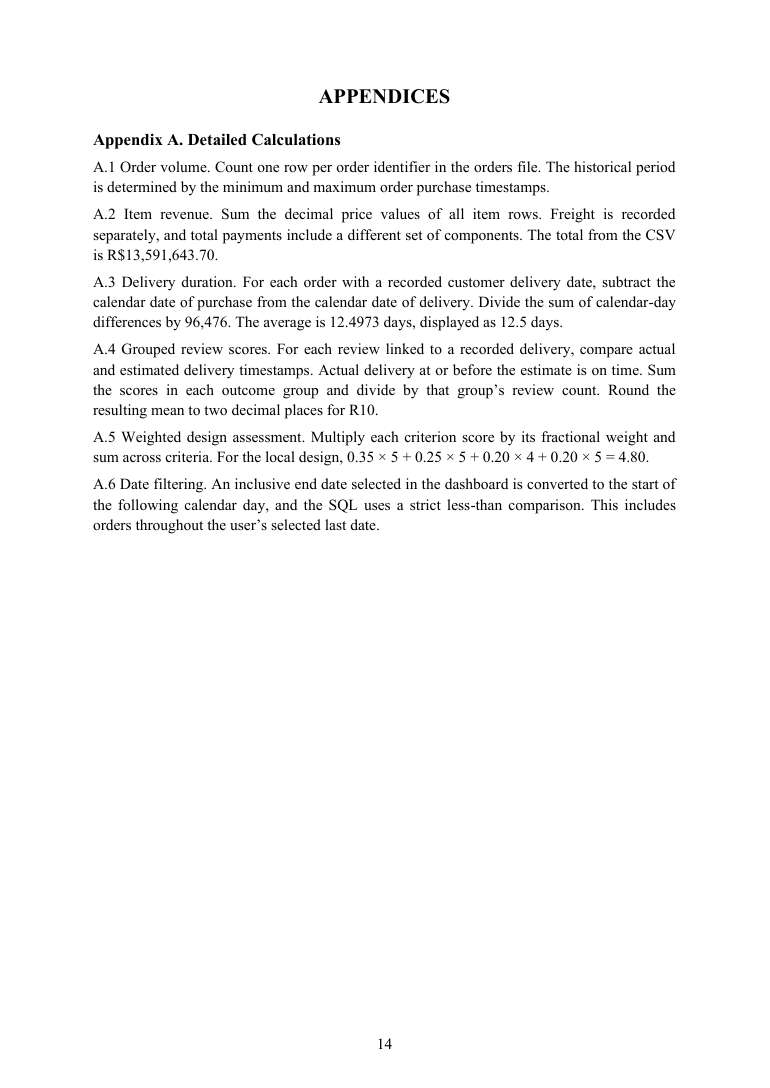 APPENDICES
Appendix A. Detailed Calculations
A.1 Order volume. Count one row per order identifier in the orders file. The historical period
is determined by the minimum and maximum order purchase timestamps.
A.2 Item revenue. Sum the decimal price values of all item rows. Freight is recorded
separately, and total payments include a different set of components. The total from the CSV
is R$13,591,643.70.
A.3 Delivery duration. For each order with a recorded customer delivery date, subtract the
calendar date of purchase from the calendar date of delivery. Divide the sum of calendar-day
differences by 96,476. The average is 12.4973 days, displayed as 12.5 days.
A.4 Grouped review scores. For each review linked to a recorded delivery, compare actual
and estimated delivery timestamps. Actual delivery at or before the estimate is on time. Sum
the scores in each outcome group and divide by that group’s review count. Round the
resulting mean to two decimal places for R10.
A.5 Weighted design assessment. Multiply each criterion score by its fractional weight and
sum across criteria. For the local design, 0.35 × 5 + 0.25 × 5 + 0.20 × 4 + 0.20 × 5 = 4.80.
A.6 Date filtering. An inclusive end date selected in the dashboard is converted to the start of
the following calendar day, and the SQL uses a strict less-than comparison. This includes
orders throughout the user’s selected last date.
14